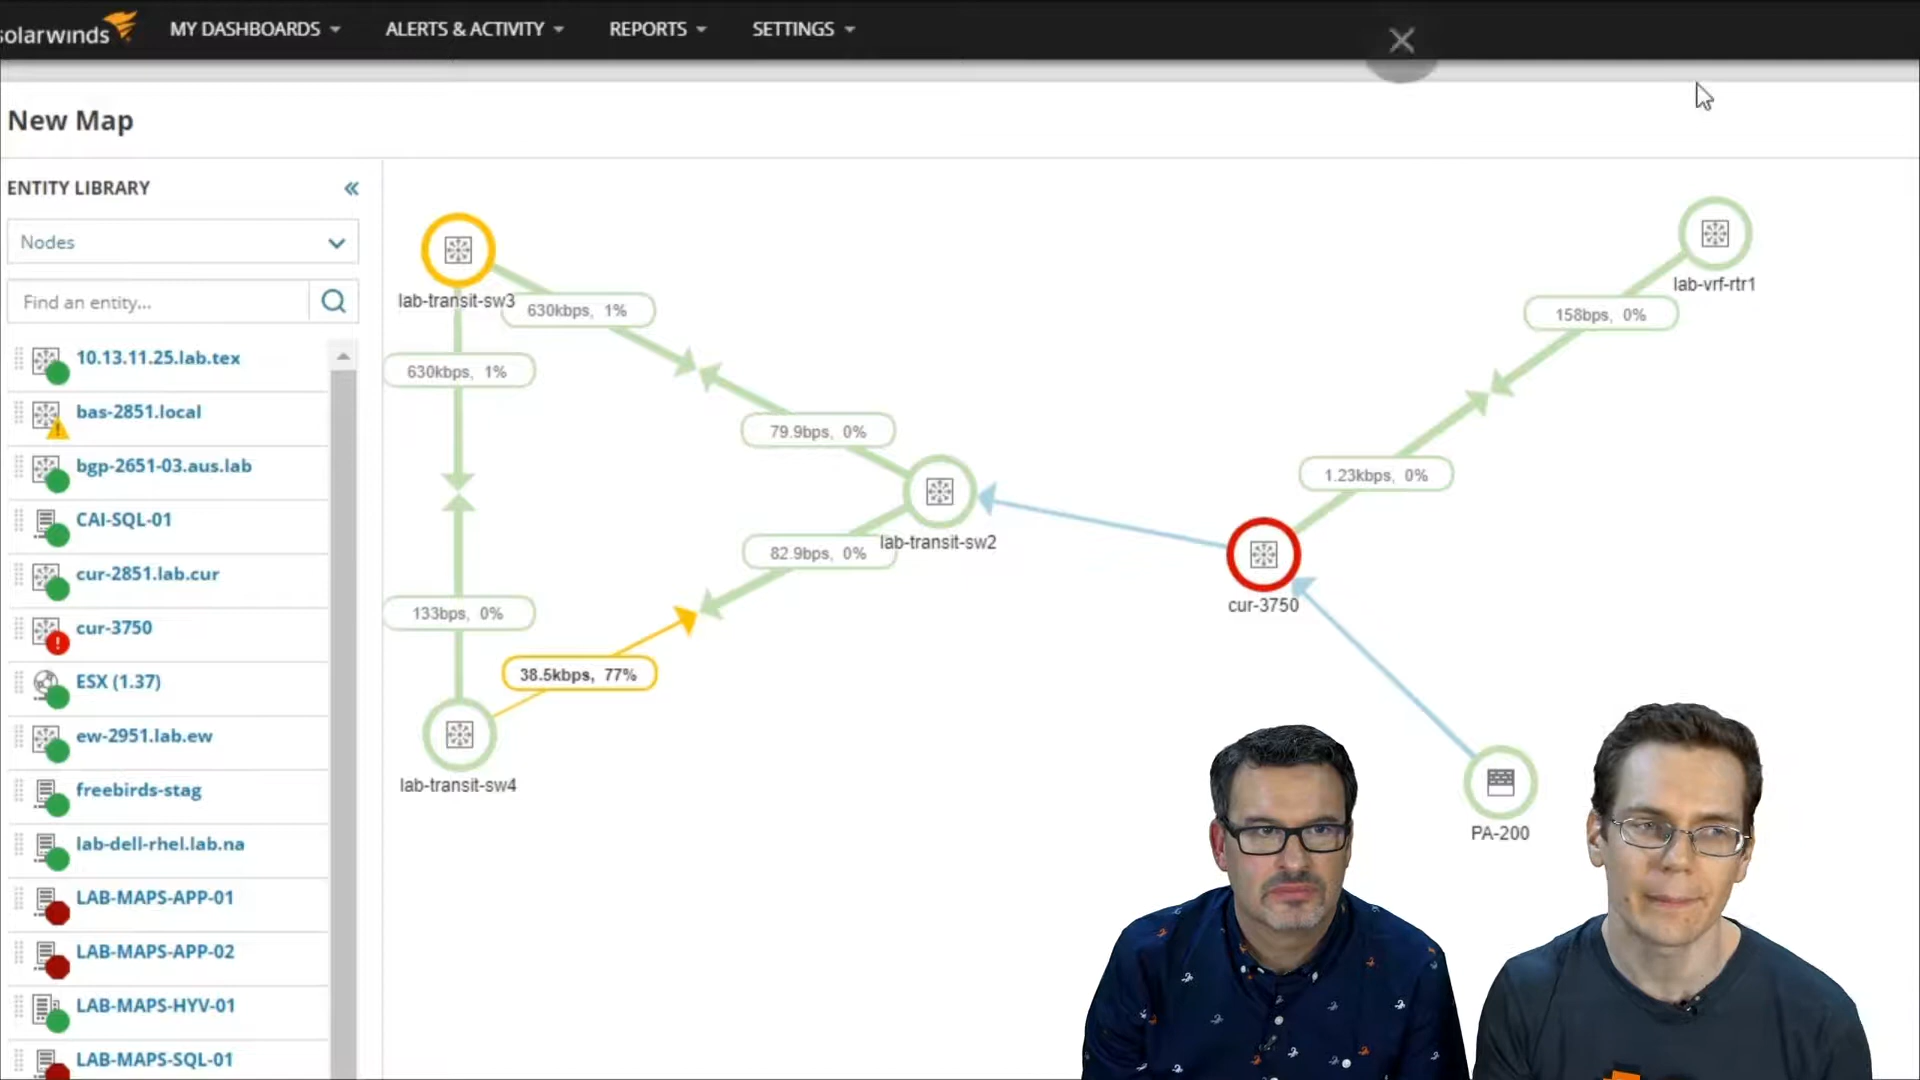 solarwinds
MY DASHBOARDS
ALERTS & ACTIVITY
REPORTS
SETTINGS
New Map
ENTITY LIBRARY
Nodes
Find an entity...
10.13.11.25.lab.tex
bas-2851.local
bgp-2651-03.aus.lab
CAI-SQL-01
cur-2851.lab.cur
cur-3750
ESX (1.37)
ew-2951.lab.ew
freebirds-stag
lab-dell-rhel.lab.na
LAB-MAPS-APP-01
LAB-MAPS-APP-02
LAB-MAPS-HYV-01
LAB-MAPS-SQL-01
lab-transit-sw3
630kbps, 1%
630kbps, 1%
79.9bps, 0%
lab-transit-sw2
82.9bps, 0%
133bps, 0%
38.5kbps, 77%
lab-transit-sw4
lab-vrf-rtr1
158bps, 0%
1.23kbps, 0%
cur-3750
PA-200